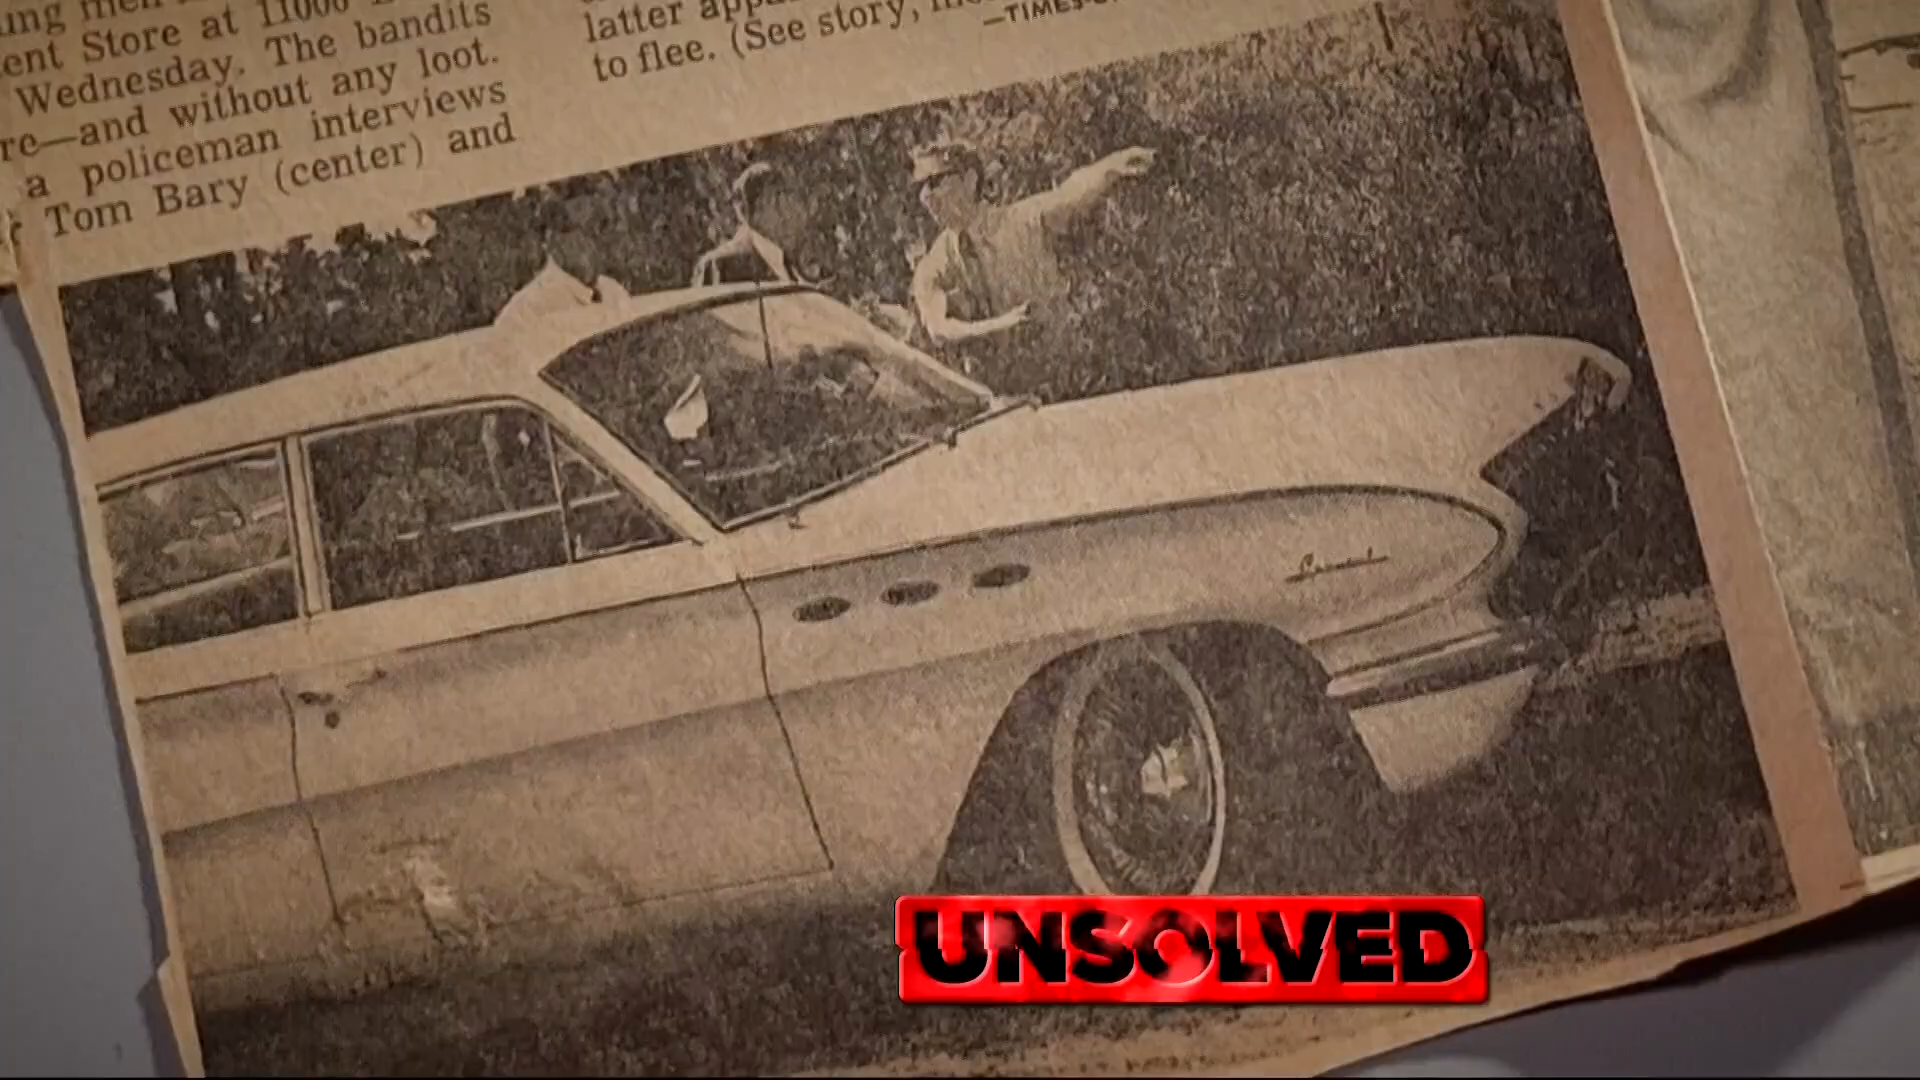 ent Store at 11000
Wednesday. The bandits
re—and without any loot.
a policeman interviews
Tom Bary (center) and
latter
to flee. (See story,
—TIMES
UNSOLVED